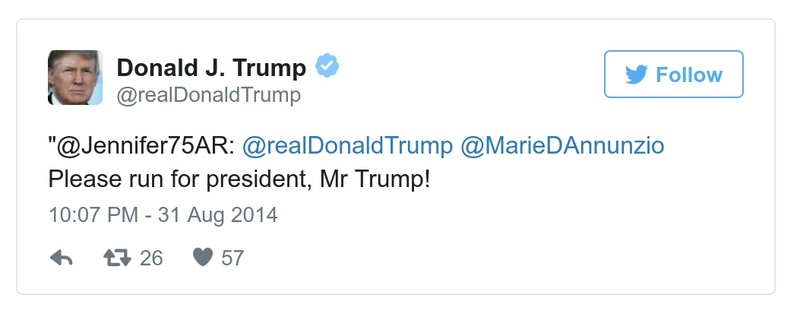 Donald J. Trump
@realDonaldTrump
Follow
"@Jennifer75AR: @realDonaldTrump @MarieDAnnunzio
Please run for president, Mr Trump!
10:07 PM - 31 Aug 2014
26 57